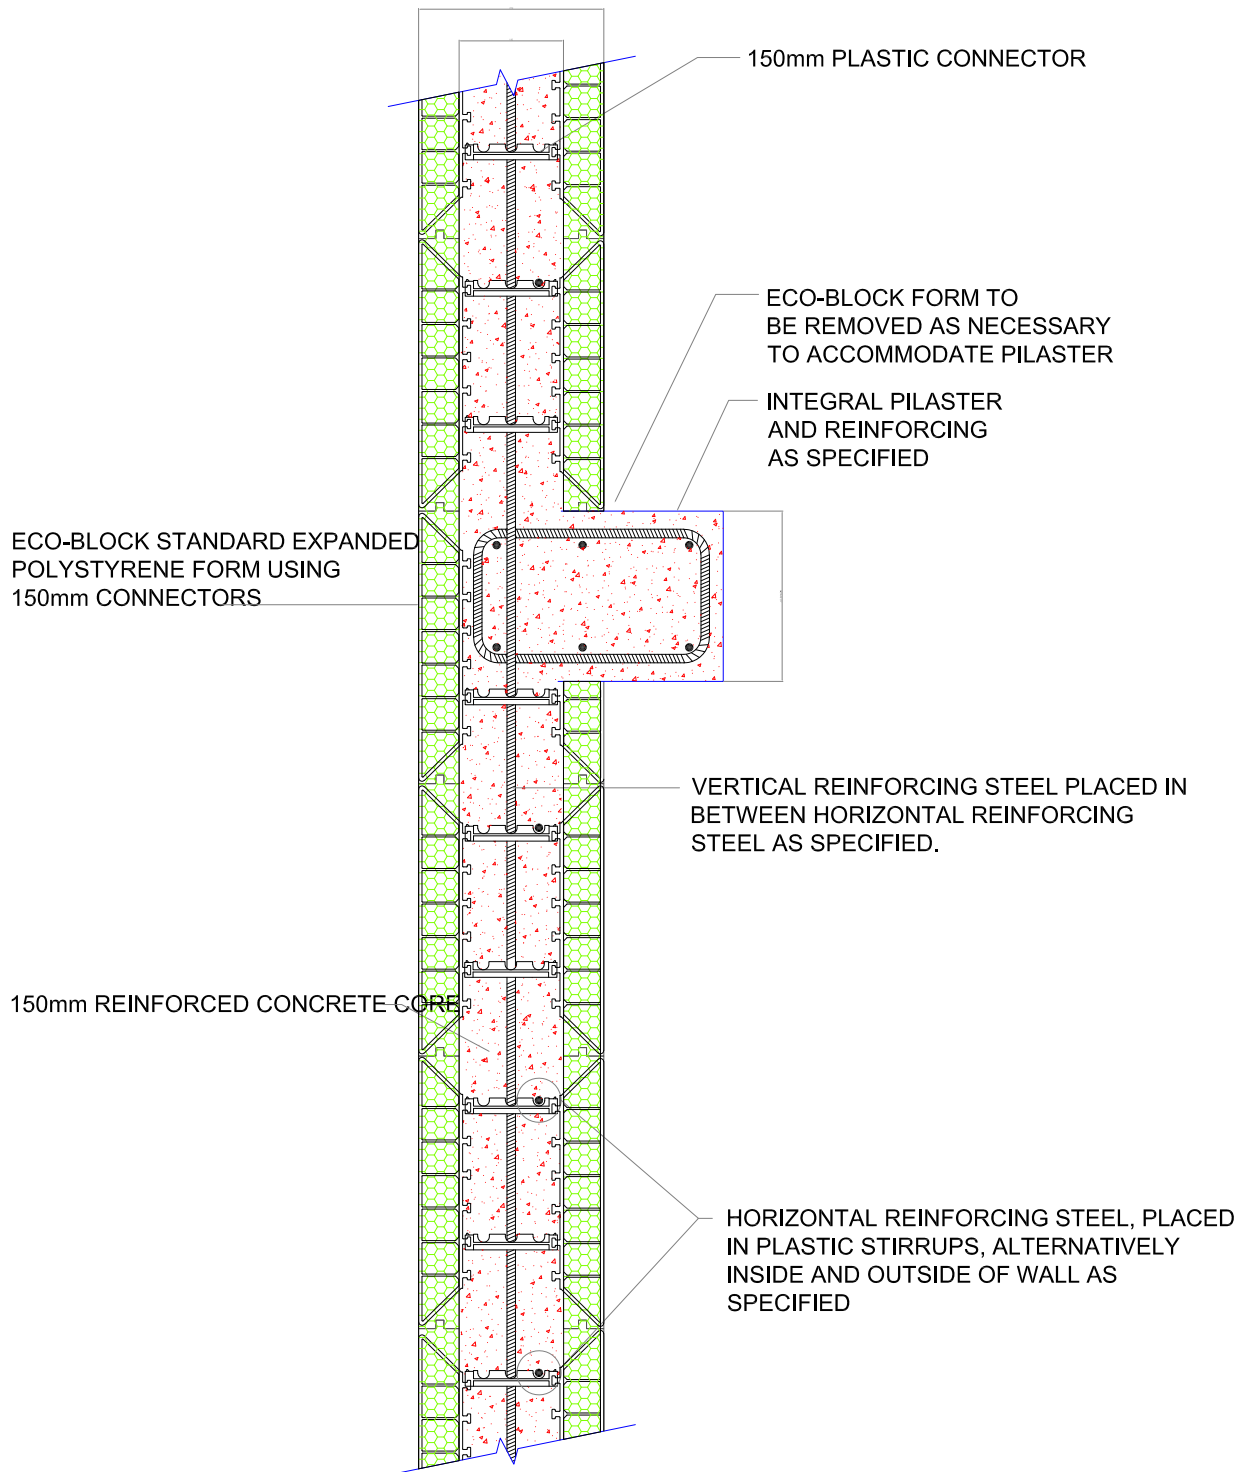 150mm PLASTIC CONNECTOR
ECO-BLOCK FORM TO
BE REMOVED AS NECESSARY
TO ACCOMMODATE PILASTER
INTEGRAL PILASTER
AND REINFORCING
AS SPECIFIED
ECO-BLOCK STANDARD EXPANDED
POLYSTYRENE FORM USING
150mm CONNECTORS
VERTICAL REINFORCING STEEL PLACED IN
BETWEEN HORIZONTAL REINFORCING
STEEL AS SPECIFIED.
150mm REINFORCED CONCRETE CORE
HORIZONTAL REINFORCING STEEL, PLACED
IN PLASTIC STIRRUPS, ALTERNATIVELY
INSIDE AND OUTSIDE OF WALL AS
SPECIFIED